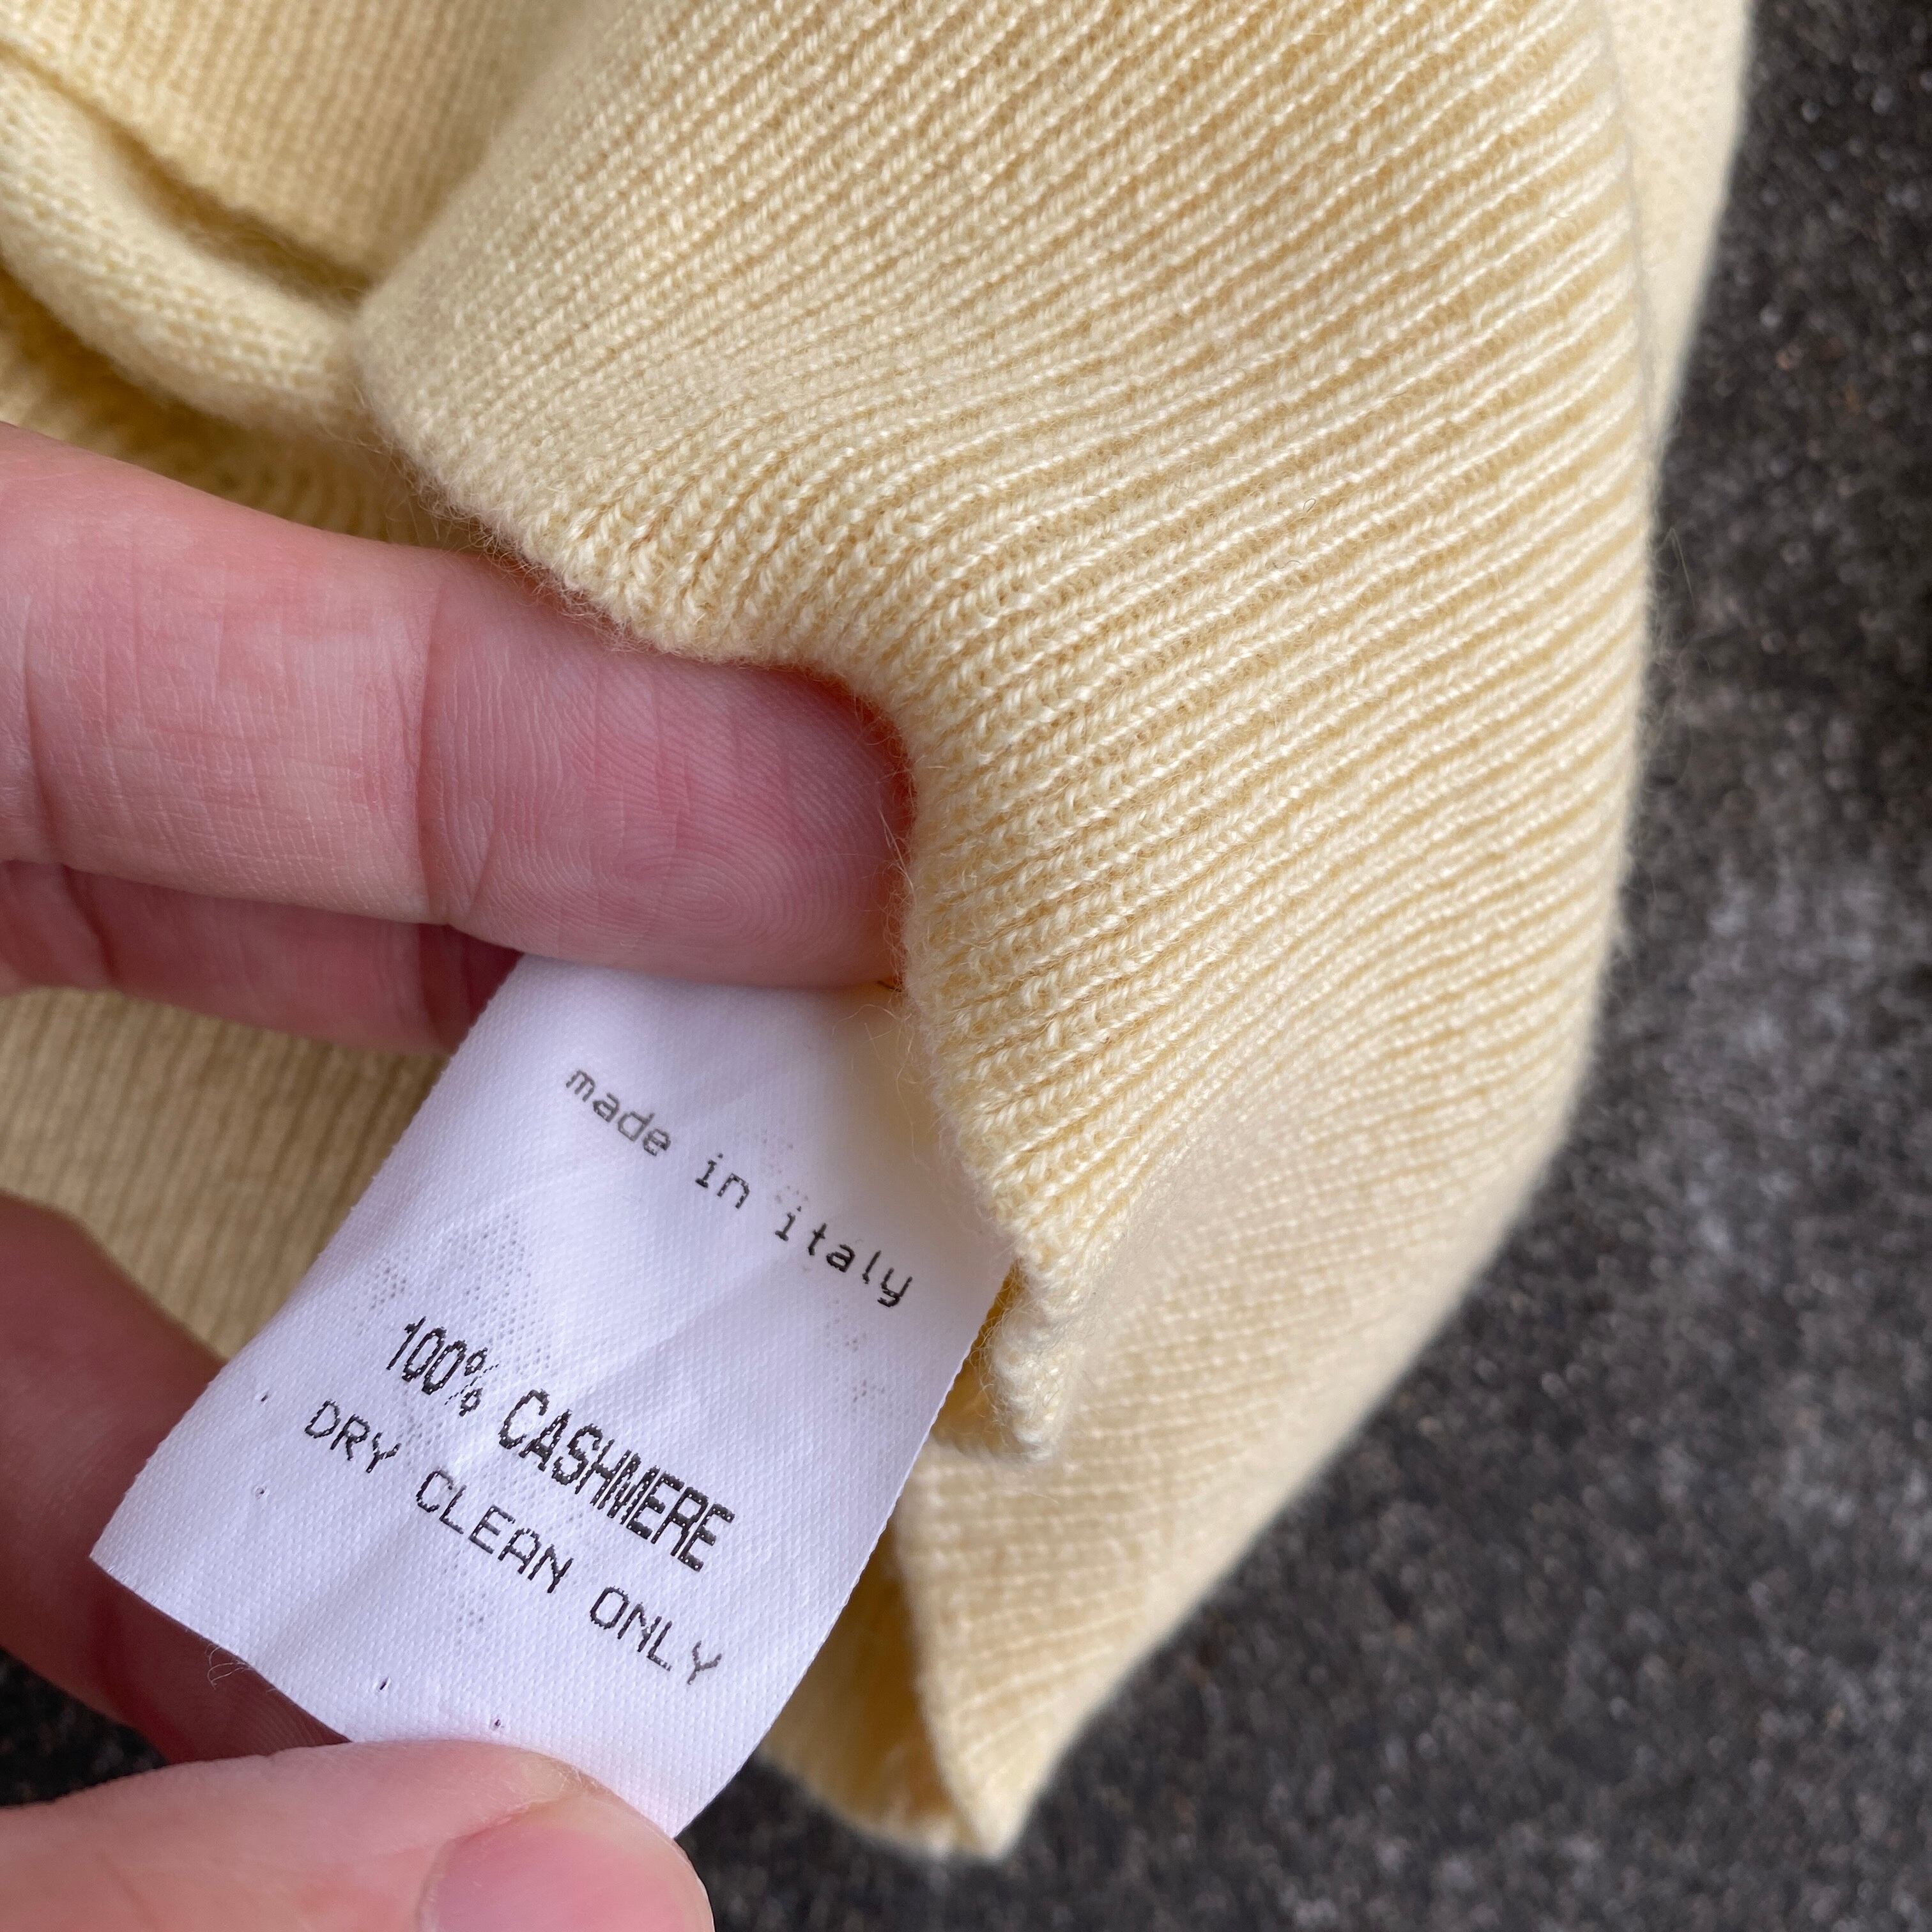 made in italy
100% CASHMERE
DRY CLEAN ONLY